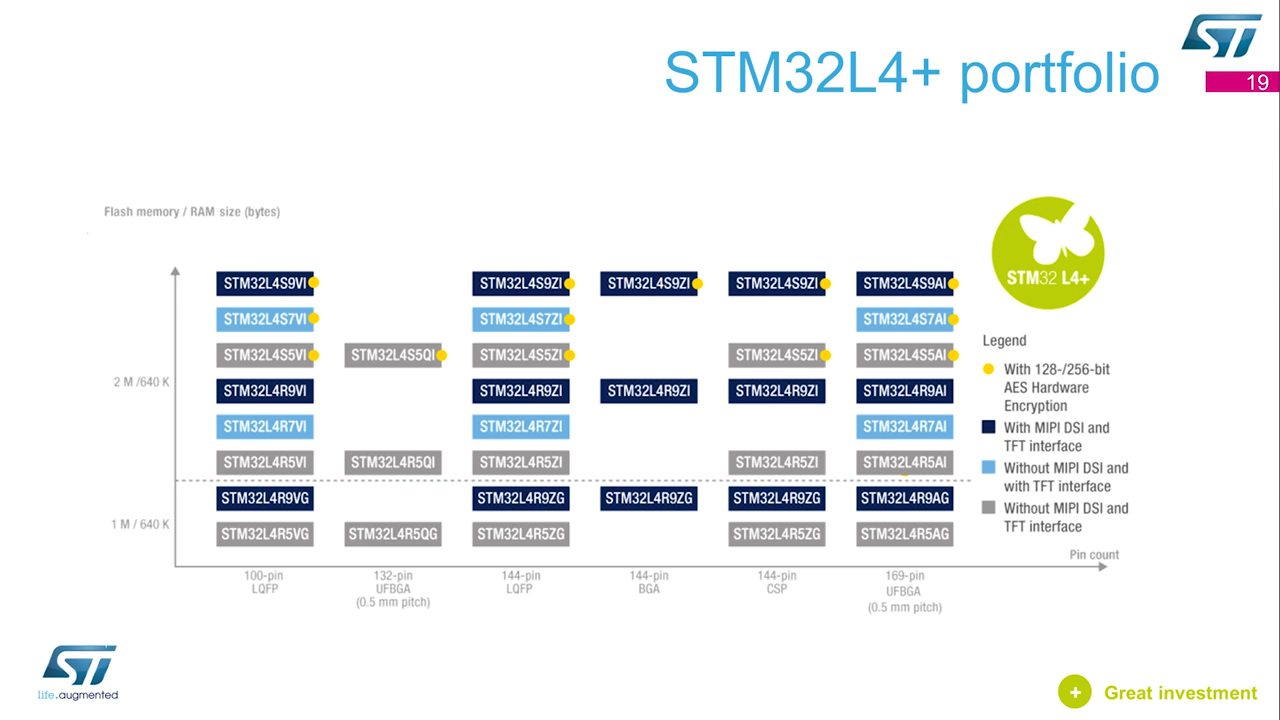 STM32L4+ portfolio
ST
19
Flash memory / RAM size (bytes)
STM32 L4+
STM32L4S9VI STM32L4S9ZI STM32L4S9ZI STM32L4S9ZI STM32L4S9AI
STM32L4S7VI STM32L4S7ZI STM32L4S7AI
STM32L4S5VI STM32L4S5QI STM32L4S5ZI STM32L4S5ZI STM32L4S5AI
2 M /640 K
STM32L4R9VI STM32L4R9ZI STM32L4R9ZI STM32L4R9ZI STM32L4R9AI
STM32L4R7VI STM32L4R7ZI STM32L4R7AI
STM32L4R5VI STM32L4R5QI STM32L4R5ZI STM32L4R5ZI STM32L4R5AI
STM32L4R9VG STM32L4R9ZG STM32L4R9ZG STM32L4R9ZG STM32L4R9AG
1 M / 640 K
STM32L4R5VG STM32L4R5QG STM32L4R5ZG STM32L4R5ZG STM32L4R5AG
100-pin
LQFP
132-pin
UFBGA
(0.5 mm pitch)
144-pin
LQFP
144-pin
BGA
144-pin
CSP
169-pin
UFBGA
(0.5 mm pitch)
Pin count
Legend
With 128-/256-bit
AES Hardware
Encryption
With MIPI DSI and
TFT interface
Without MIPI DSI and
with TFT interface
Without MIPI DSI and
TFT interface
ST
life.augmented
+ Great investment